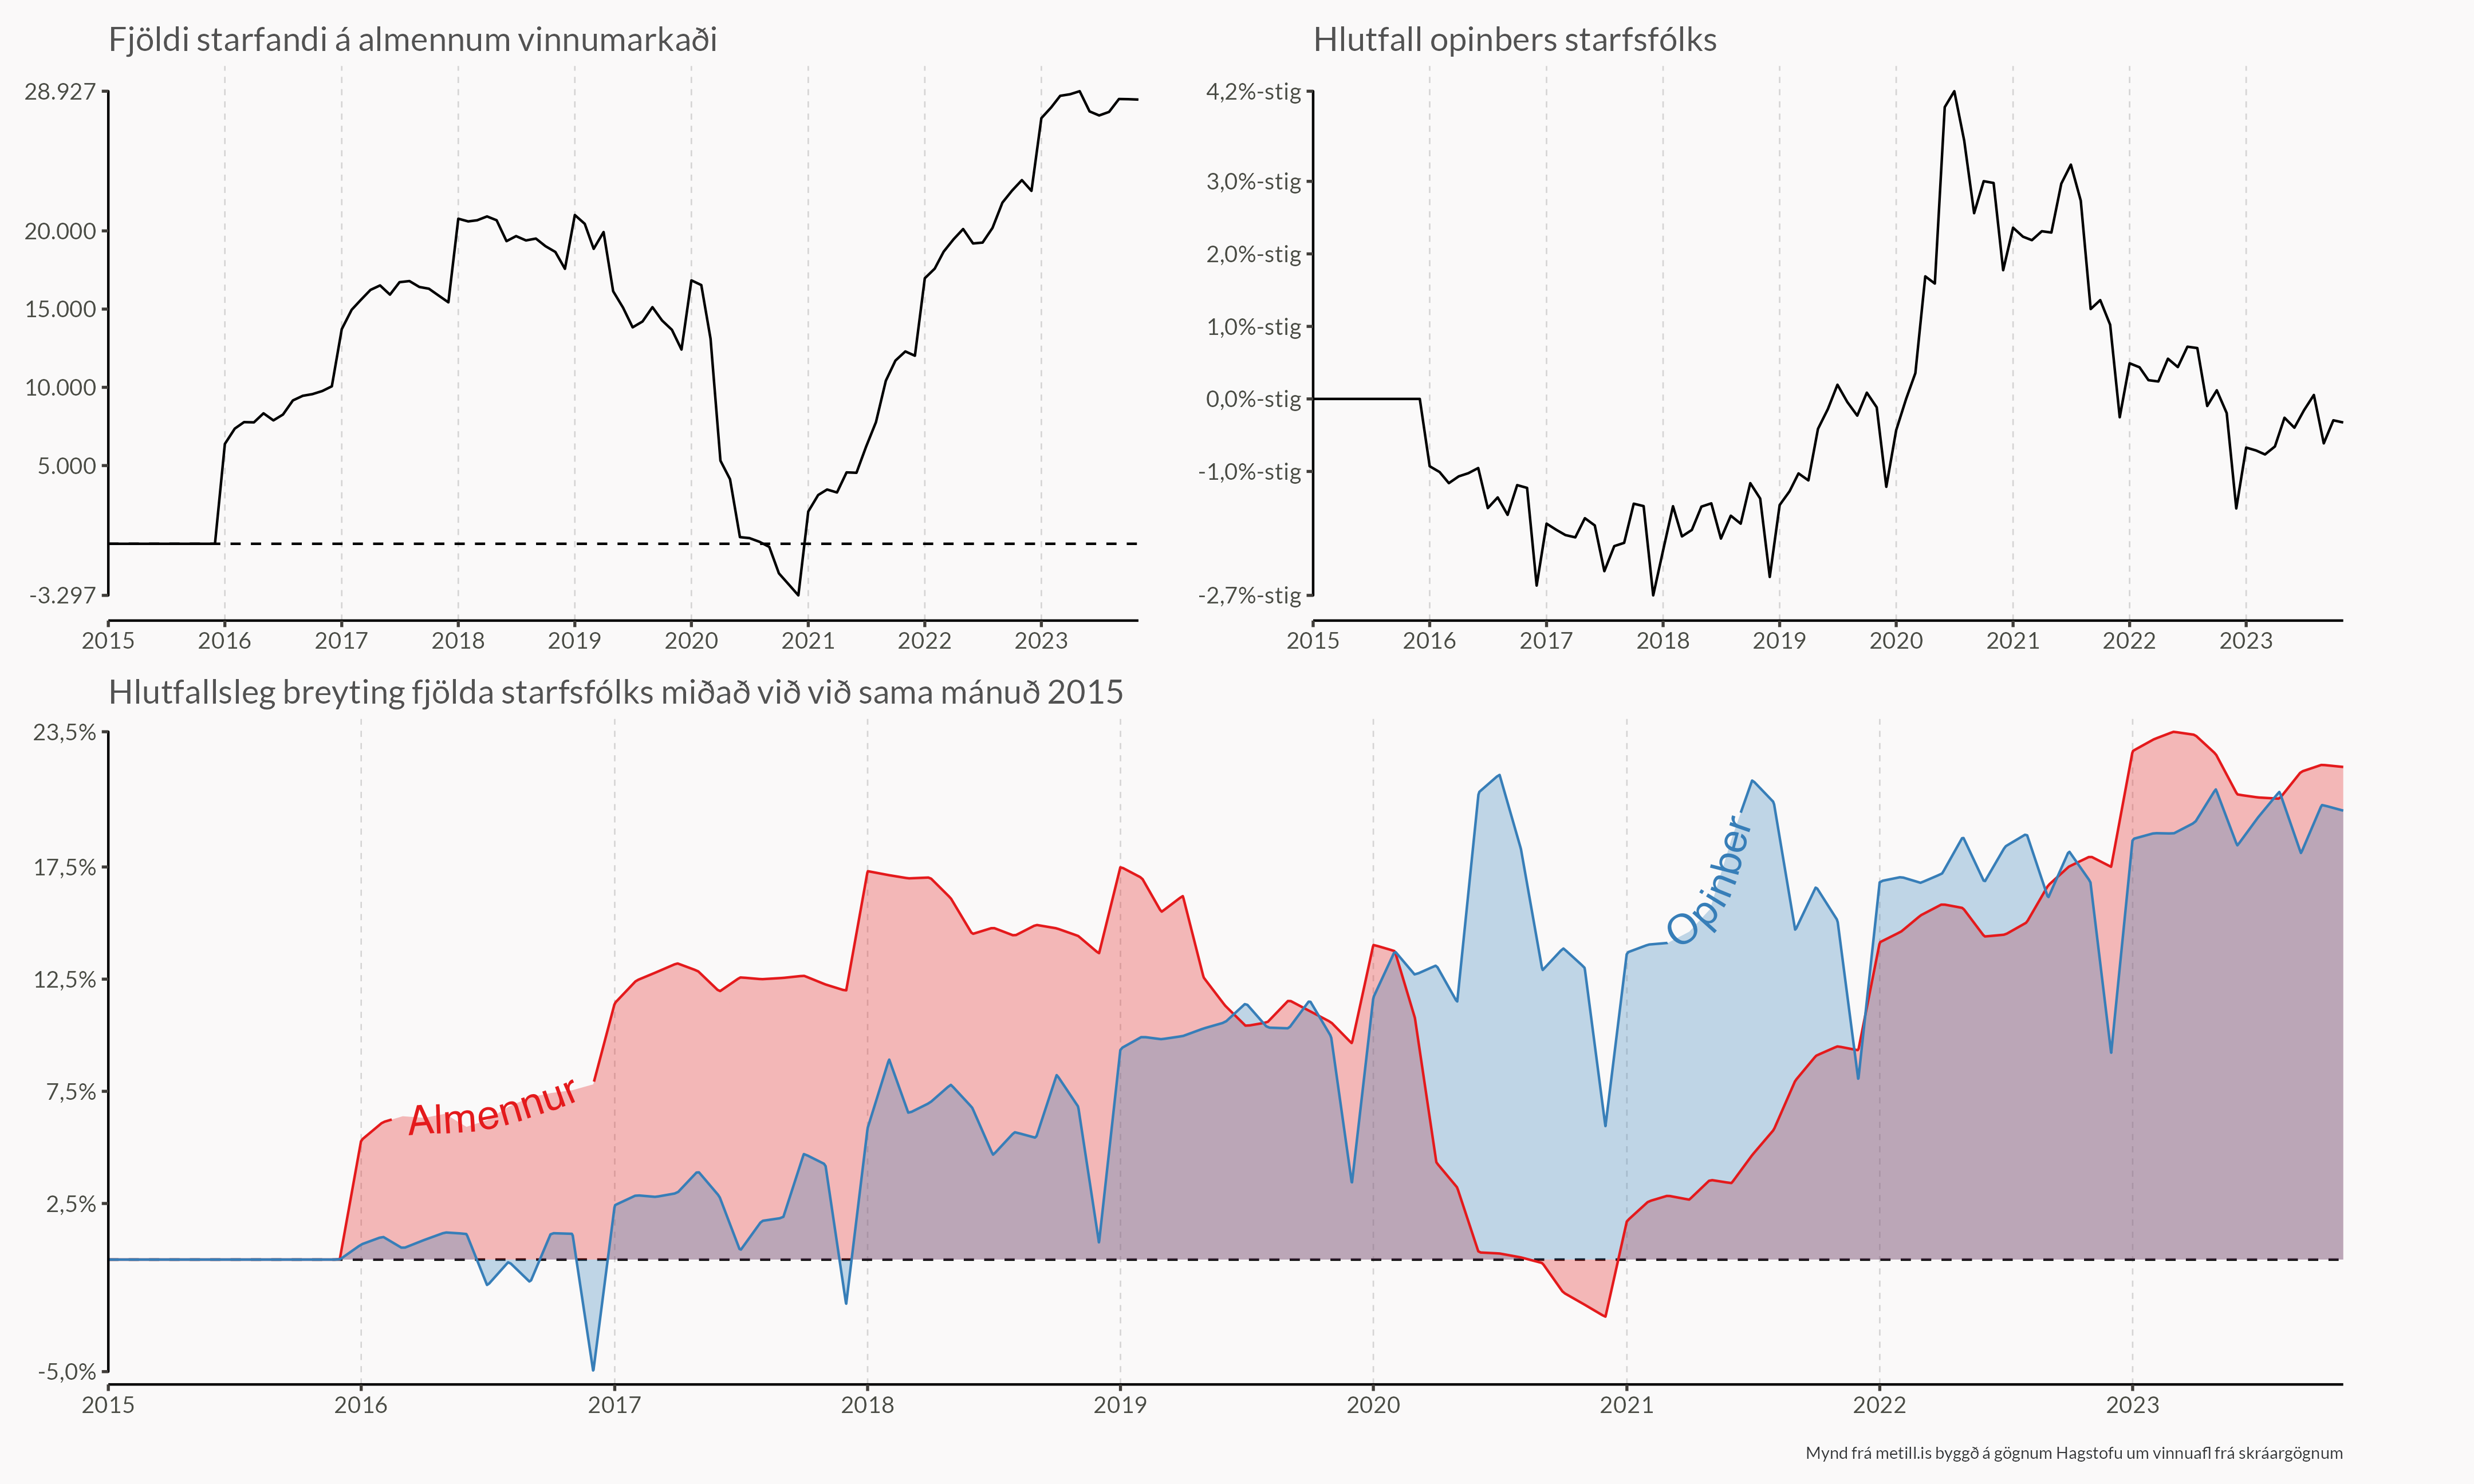 Fjöldi starfandi á almennum vinnumarkaði
28.927
20.000
15.000
10.000
5.000
-3.297
2015 2016 2017 2018 2019 2020 2021 2022 2023
Hlutfall opinbers starfsfólks
4,2%-stig
3,0%-stig
2,0%-stig
1,0%-stig
0,0%-stig
-1,0%-stig
-2,7%-stig
2015 2016 2017 2018 2019 2020 2021 2022 2023
Hlutfallsleg breyting fjölda starfsfólks miðað við við sama mánuð 2015
23,5%
17,5%
12,5%
7,5%
2,5%
-5,0%
Almennur
Opinber
2015 2016 2017 2018 2019 2020 2021 2022 2023
Mynd frá metill.is byggð á gögnum Hagstofu um vinnuafl frá skráargögnum